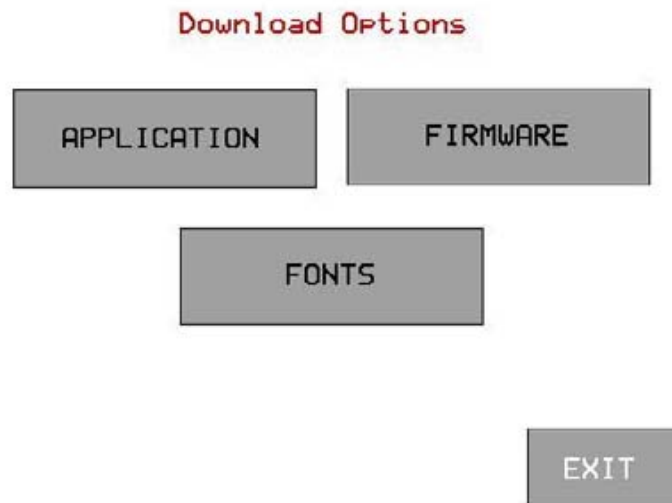 Download Options
APPLICATION
FIRMWARE
FONTS
EXIT